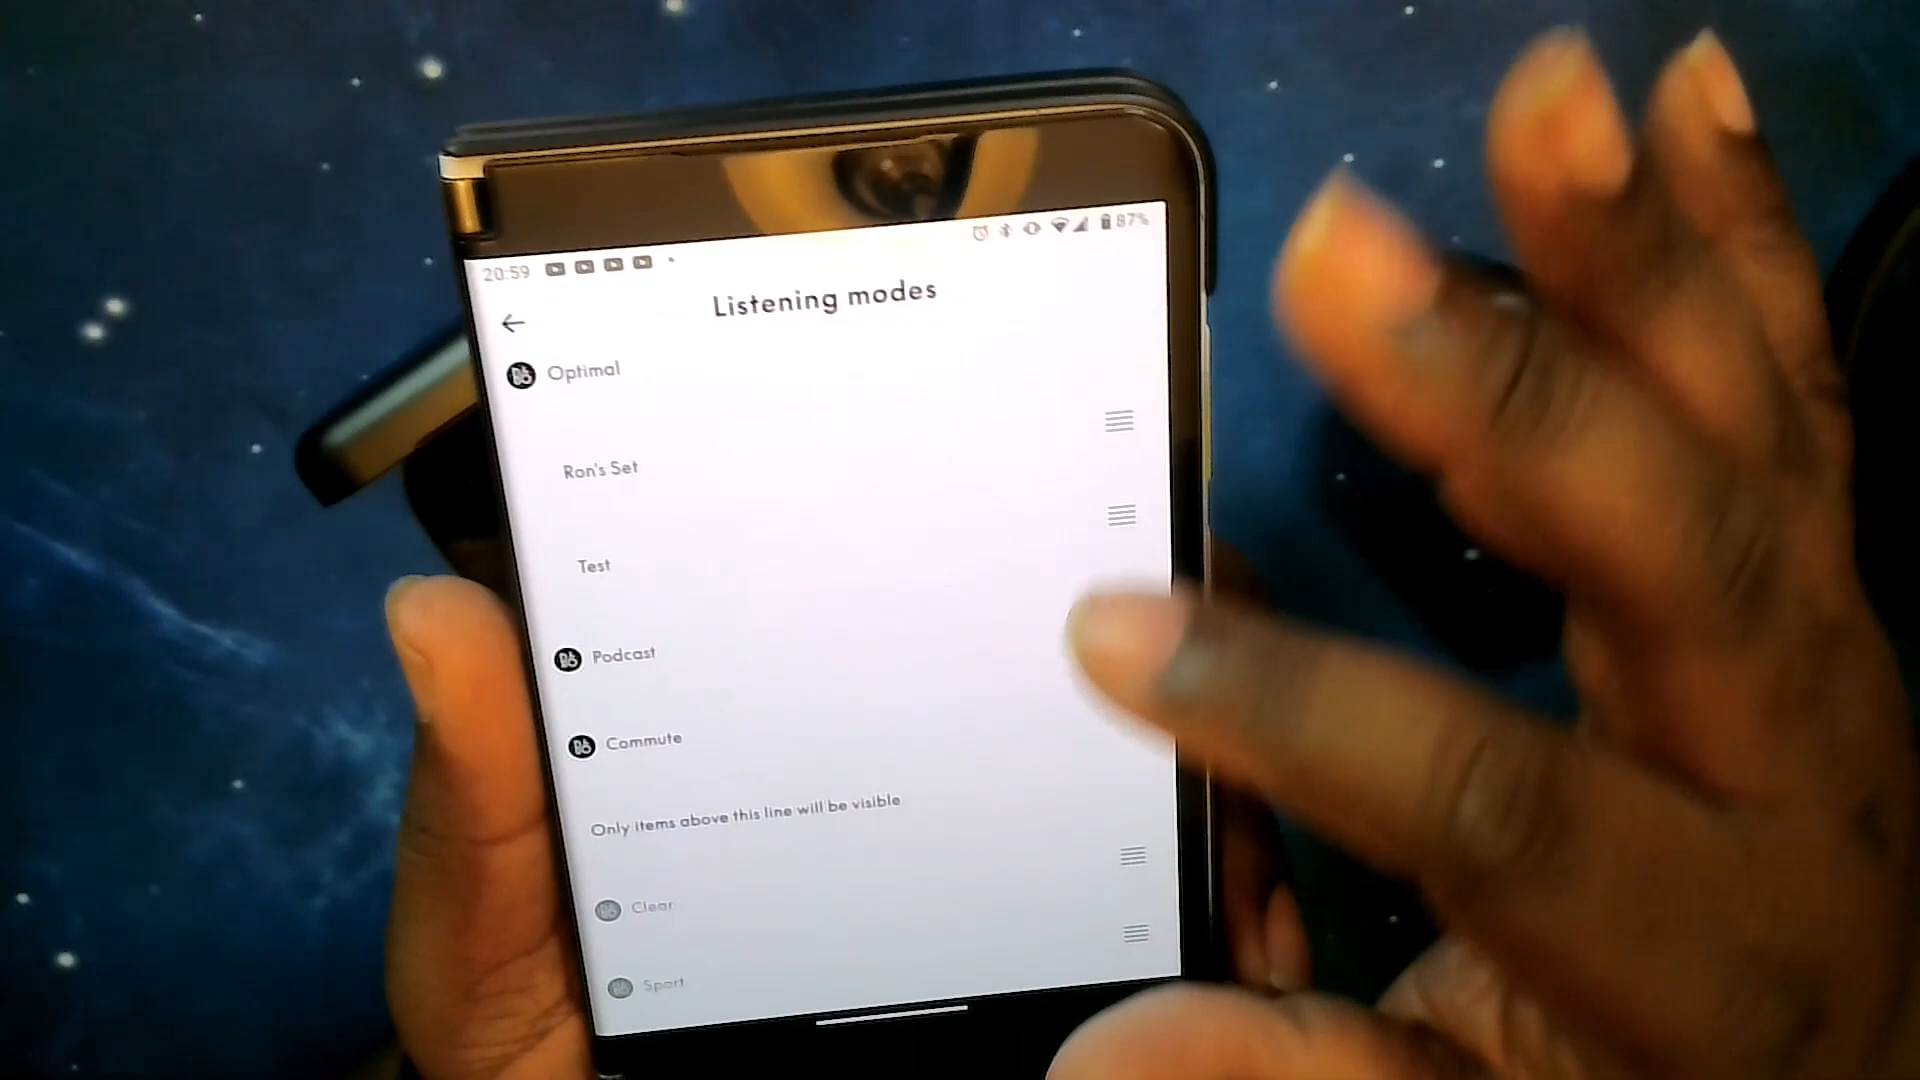 20:59
87%
Listening modes
Optimal
Ron's Set
Test
Podcast
Commute
Only items above this line will be visible
Clear
Sport